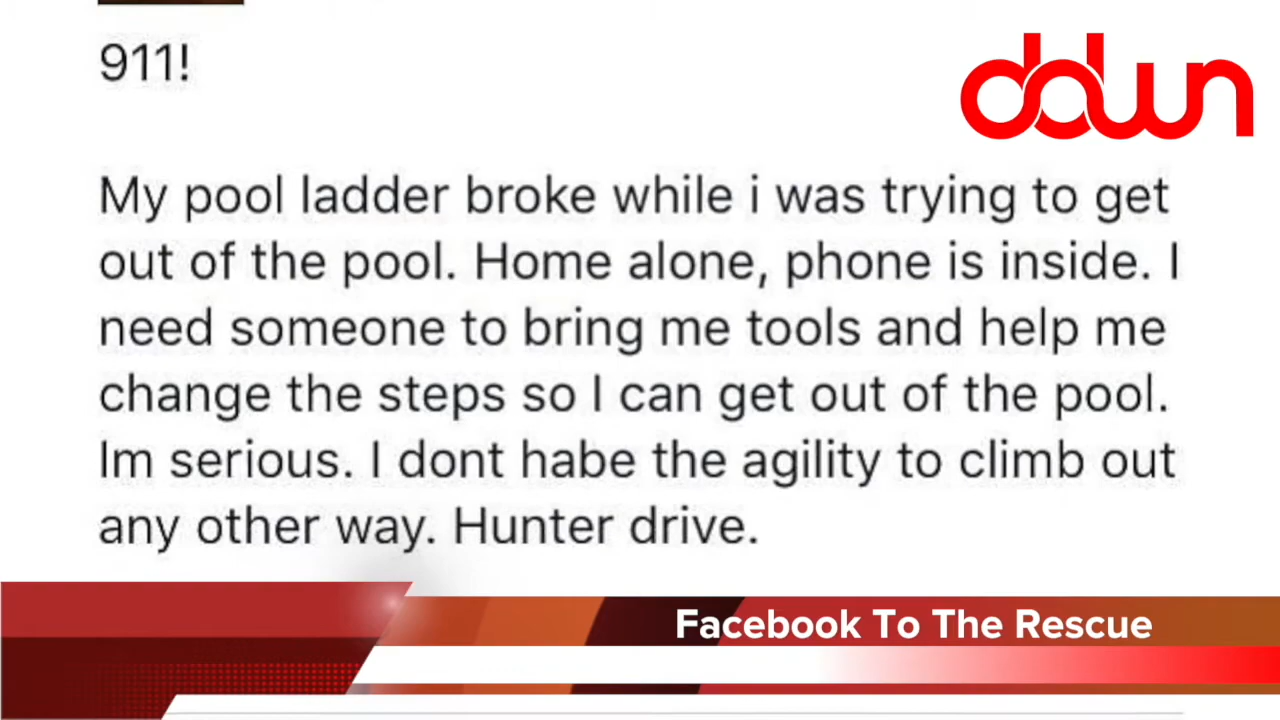 911!
down
My pool ladder broke while i was trying to get
out of the pool. Home alone, phone is inside. I
need someone to bring me tools and help me
change the steps so I can get out of the pool.
Im serious. I dont habe the agility to climb out
any other way. Hunter drive.
Facebook To The Rescue